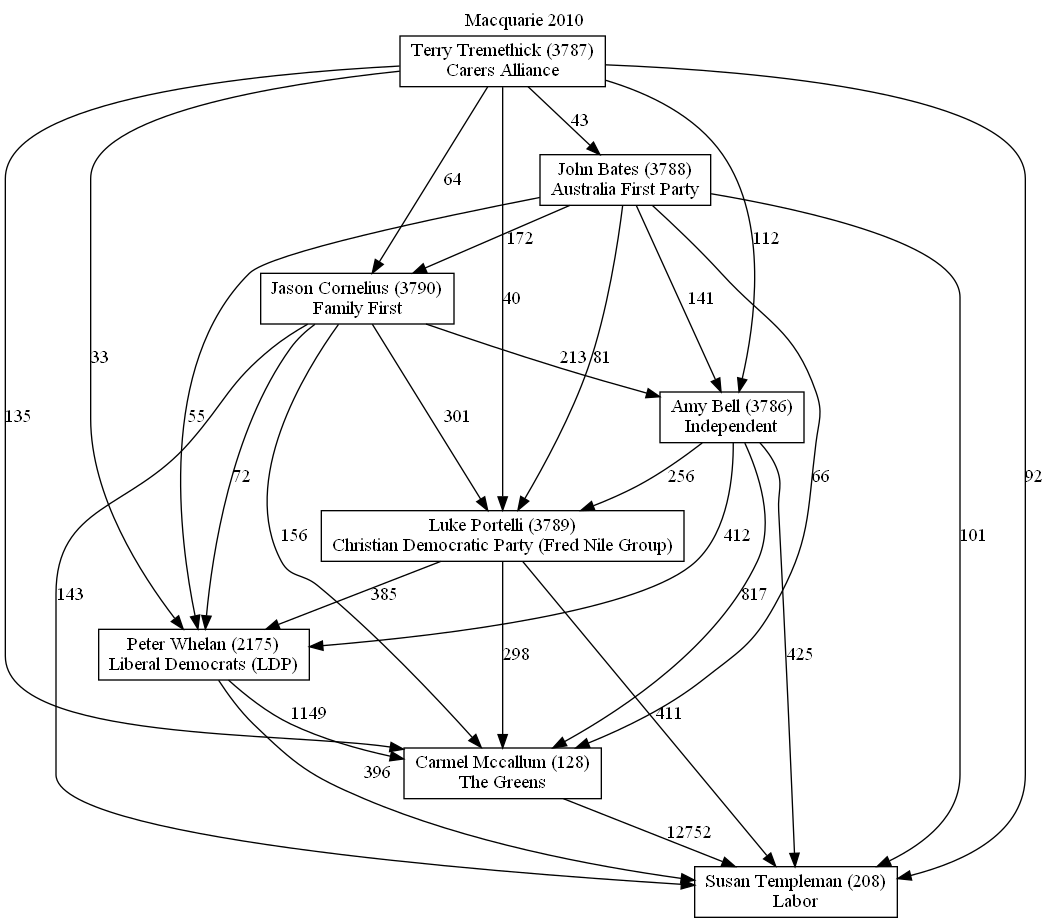 Macquarie 2010
Terry Tremethick (3787)
Carers Alliance
43
John Bates (3788)
Australia First Party
64
172
112
Jason Cornelius (3790)
Family First
40
141
33
213
81
135
55
301
Amy Bell (3786)
Independent
72
256
66
92
Luke Portelli (3789)
Christian Democratic Party (Fred Nile Group)
156
412
101
143
385
817
Peter Whelan (2175)
Liberal Democrats (LDP)
298
425
1149
411
Carmel Mccallum (128)
The Greens
396
12752
Susan Templeman (208)
Labor